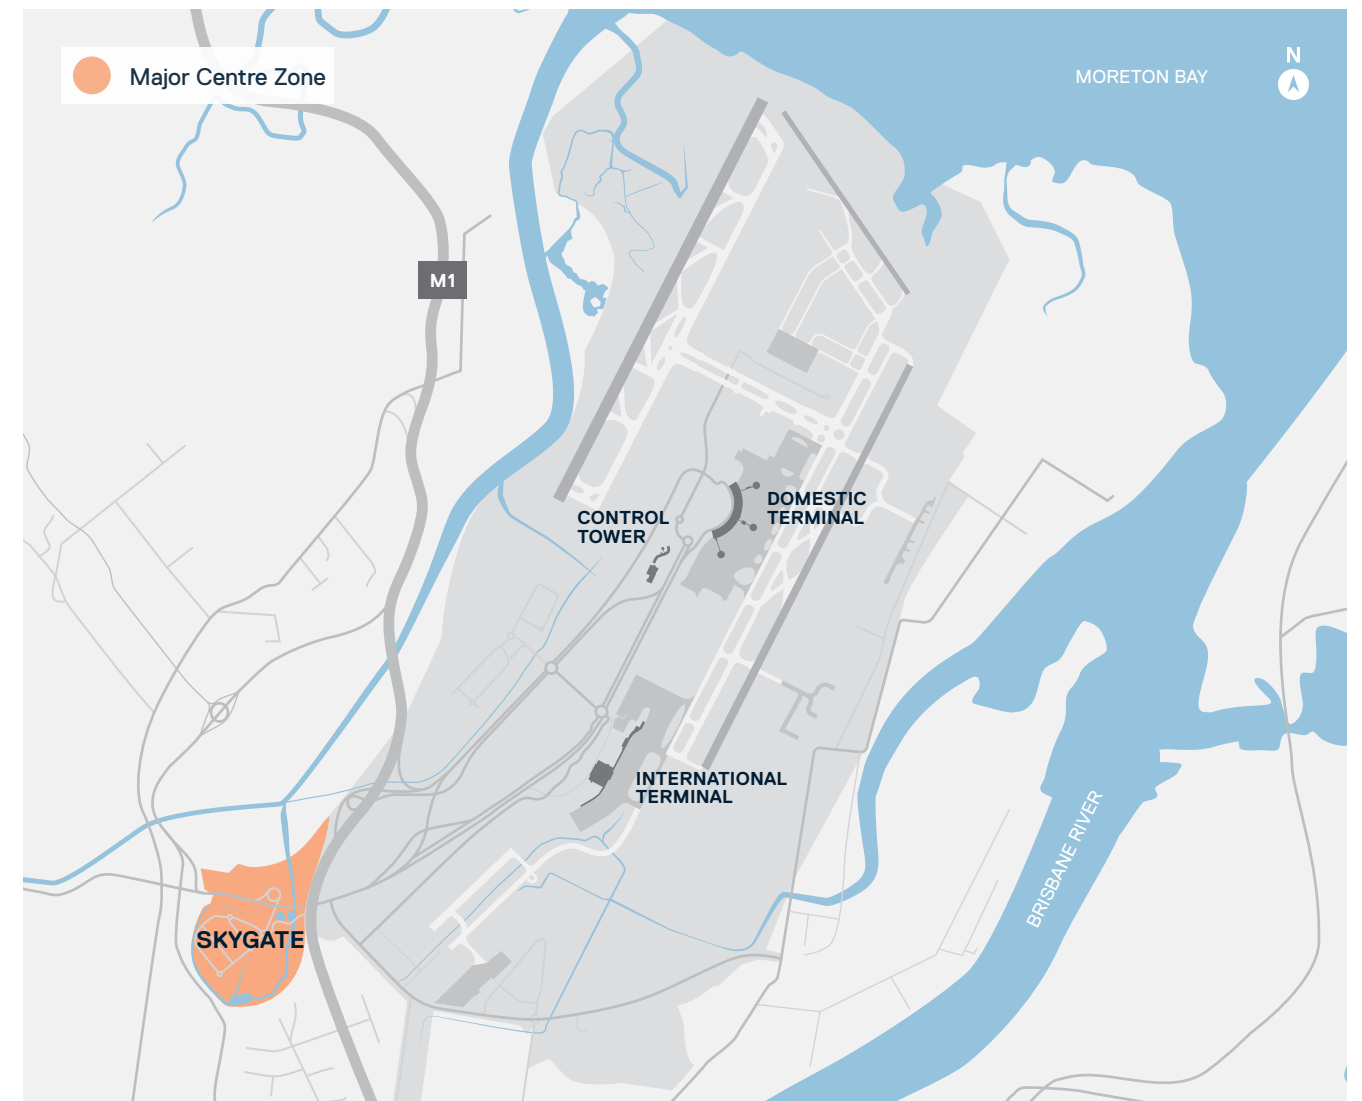 Major Centre Zone
MORETON BAY
N
M1
DOMESTIC
TERMINAL
CONTROL
TOWER
INTERNATIONAL
TERMINAL
BRISBANE RIVER
SKYGATE